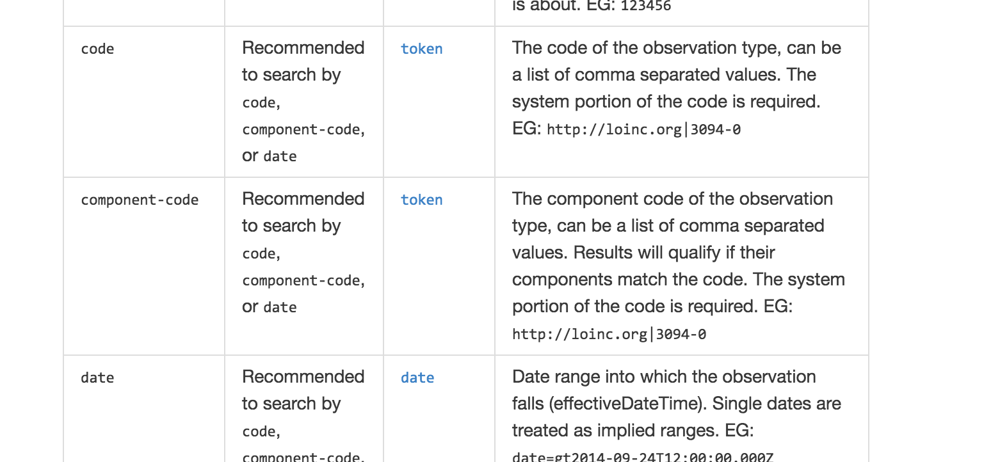 is about. EG: 123456
code
Recommended
to search by
code,
component-code,
or date
token
The code of the observation type, can be
a list of comma separated values. The
system portion of the code is required.
EG: http://loinc.org|3094-0
component-code
Recommended
to search by
code,
component-code,
or date
token
The component code of the observation
type, can be a list of comma separated
values. Results will qualify if their
components match the code. The system
portion of the code is required. EG:
http://loinc.org|3094-0
date
Recommended
to search by
code,
component-code,
date
Date range into which the observation
falls (effectiveDateTime). Single dates are
treated as implied ranges. EG:
date=gt2014-09-24T12:00:00.000Z